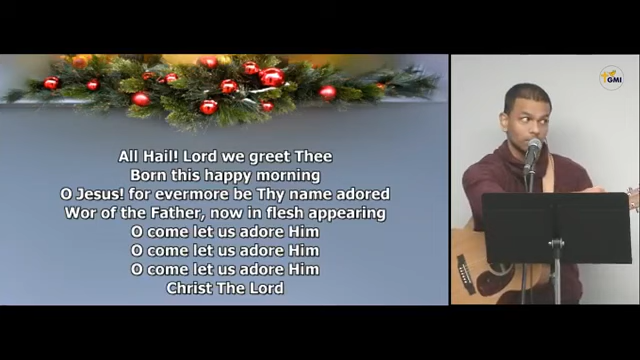 All Hail! Lord we greet Thee
Born this happy morning
O Jesus! for evermore be Thy name adored
Wor of the Father, now in flesh appearing
O come let us adore Him
O come let us adore Him
O come let us adore Him
Christ The Lord
GMI